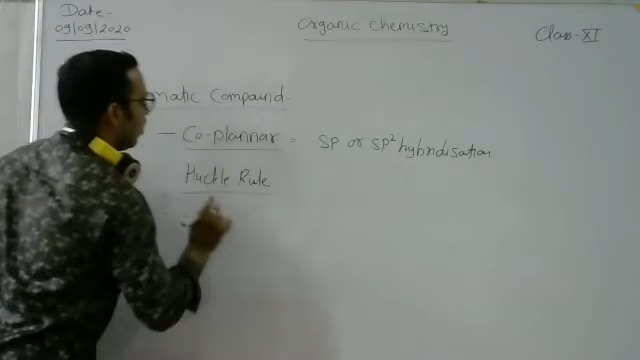 Date-
09/09/2020
Organic Chemistry
Class-XI
matic Compound-
- Co-plannar = SP or SP² hybridisation
Huckle Rule